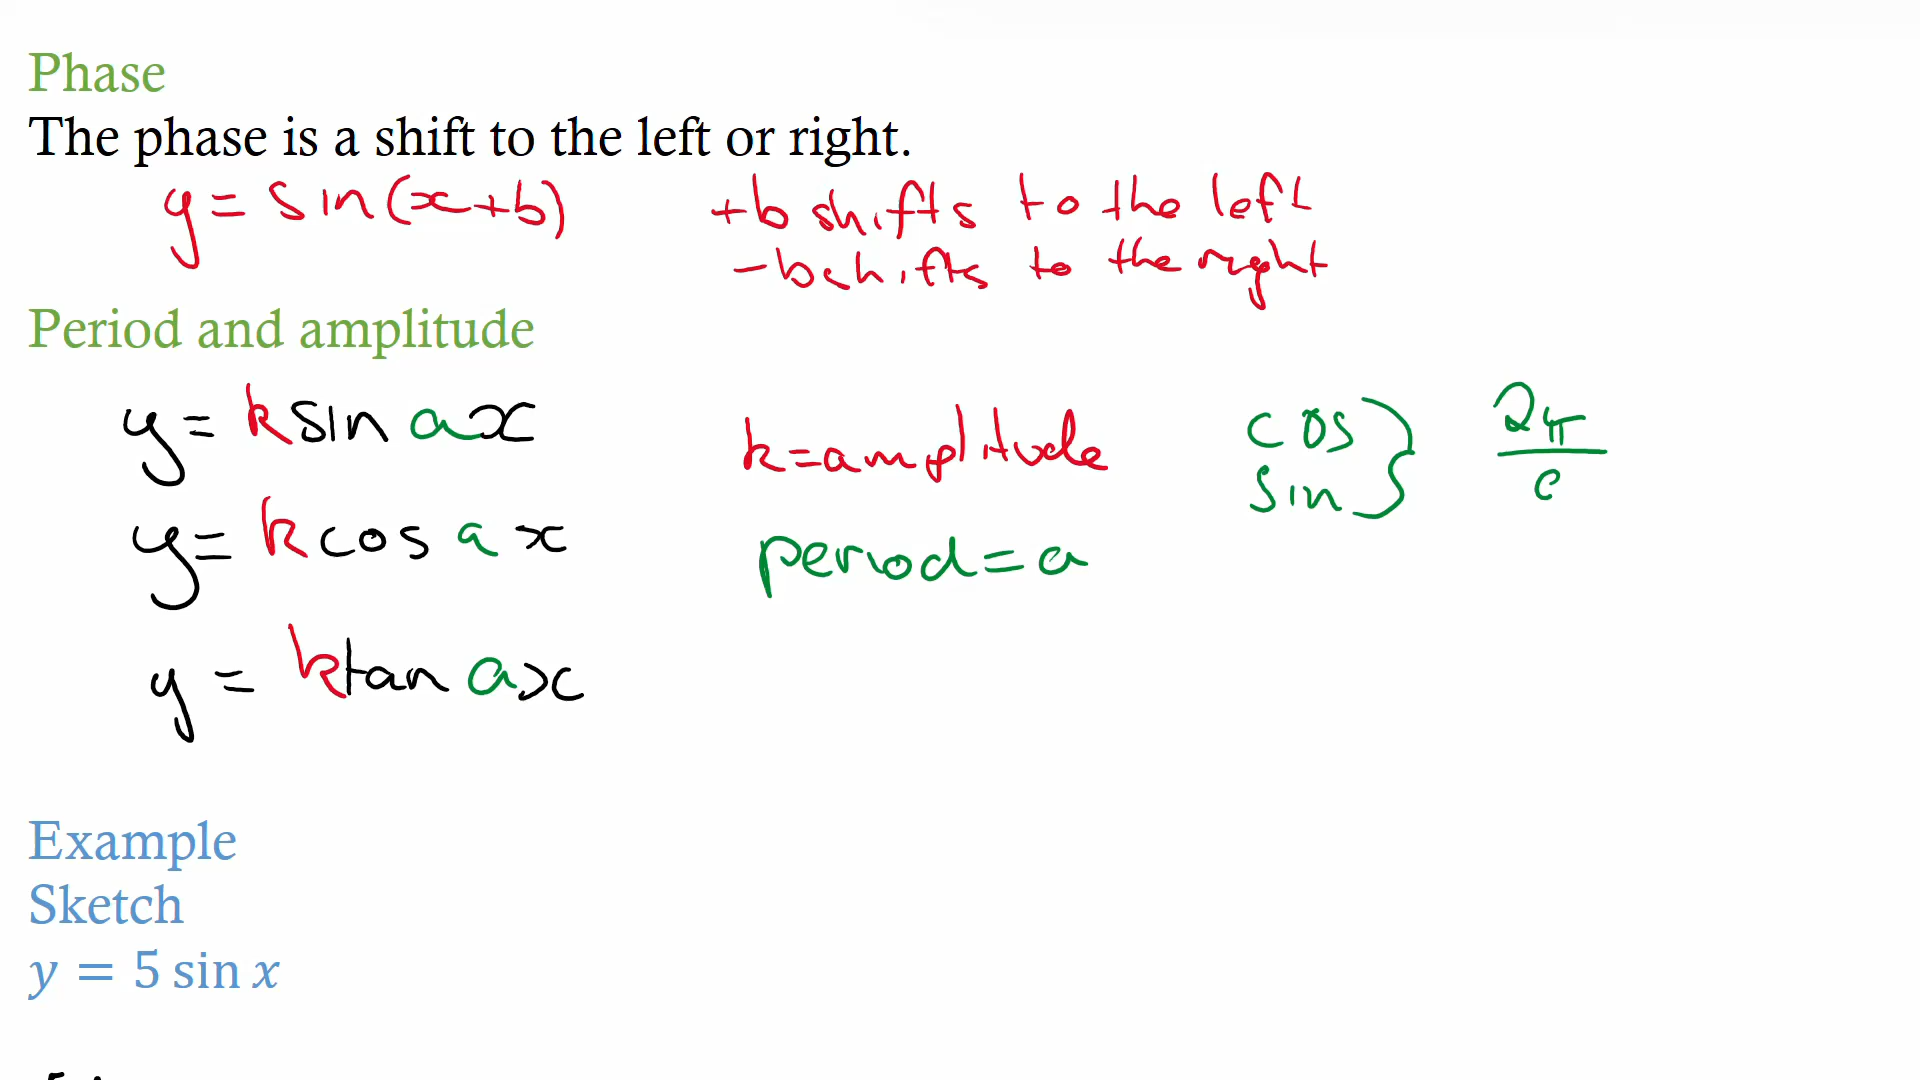 Phase
The phase is a shift to the left or right.
y = sin(x+b)
+b shifts to the left
-b shifts to the right
Period and amplitude
y = k sin ax
k = amplitude
cos
sin } 2π/c
y = k cos ax
period = a
y = k tan ax
Example
Sketch
y = 5 sin x